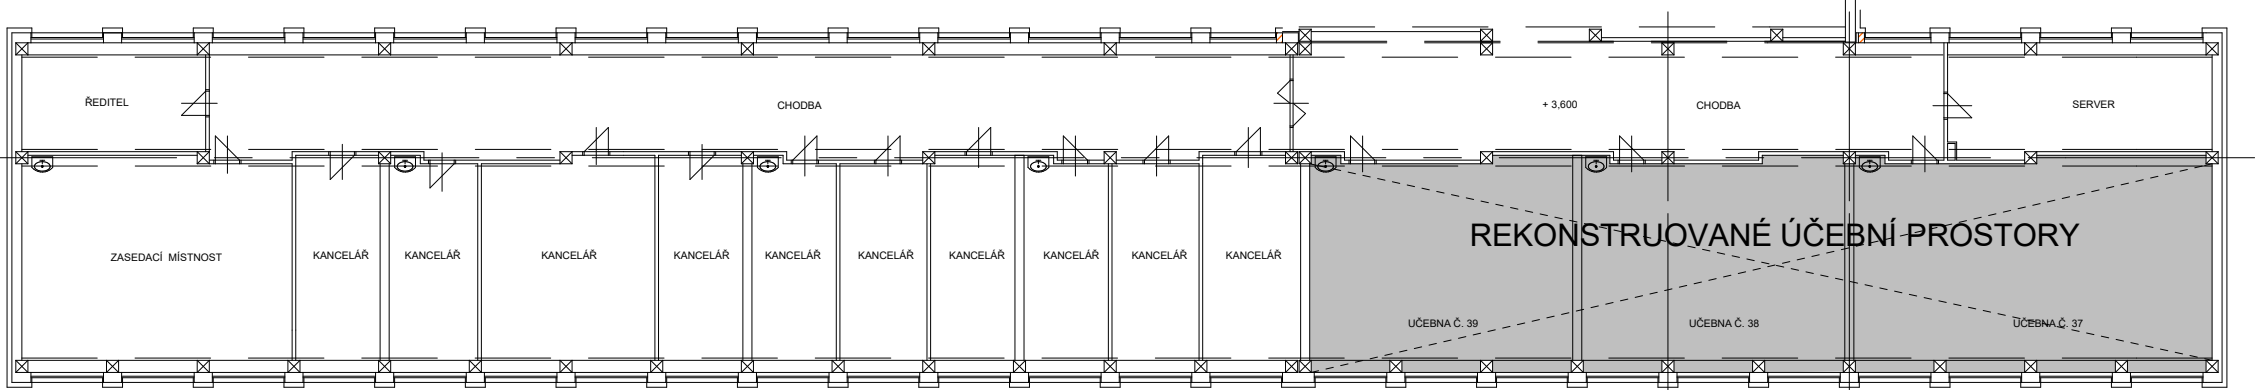 ŘEDITEL
CHODBA
+ 3,600
CHODBA
SERVER
ZASEDACÍ MÍSTNOST
KANCELÁŘ
KANCELÁŘ
KANCELÁŘ
KANCELÁŘ
KANCELÁŘ
KANCELÁŘ
KANCELÁŘ
KANCELÁŘ
KANCELÁŘ
KANCELÁŘ
REKONSTRUOVANÉ ÚČEBNÍ PROSTORY
UČEBNA Č. 39
UČEBNA Č. 38
UČEBNA Č. 37